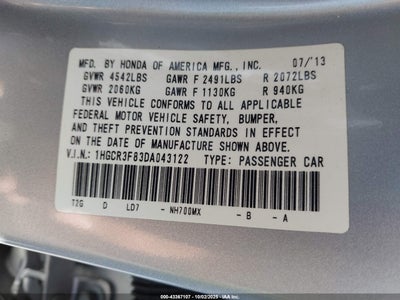 MFD. BY HONDA OF AMERICA MFG., INC. 07/13
GVWR 4542LBS GAWR F 2491LBS R 2072LBS
GVWR 2060KG GAWR F 1130KG R 940KG
THIS VEHICLE CONFORMS TO ALL APPLICABLE
FEDERAL MOTOR VEHICLE SAFETY, BUMPER,
AND THEFT PREVENTION STANDARDS IN EFFECT
ON THE DATE OF MANUFACTURE SHOWN ABOVE.
V.I.N.: 1HGCR3F83DA043122 TYPE: PASSENGER CAR
T2G D LD7 - NH700MX - B - A
© 00-43367107 - 10/02/2025 - IAA, Inc.